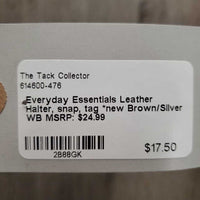 The Tack Collector
614600-476
Everyday Essentials Leather
Halter, snap, tag *new Brown/Silver
WB MSRP: $24.99
2B88GK
$17.50